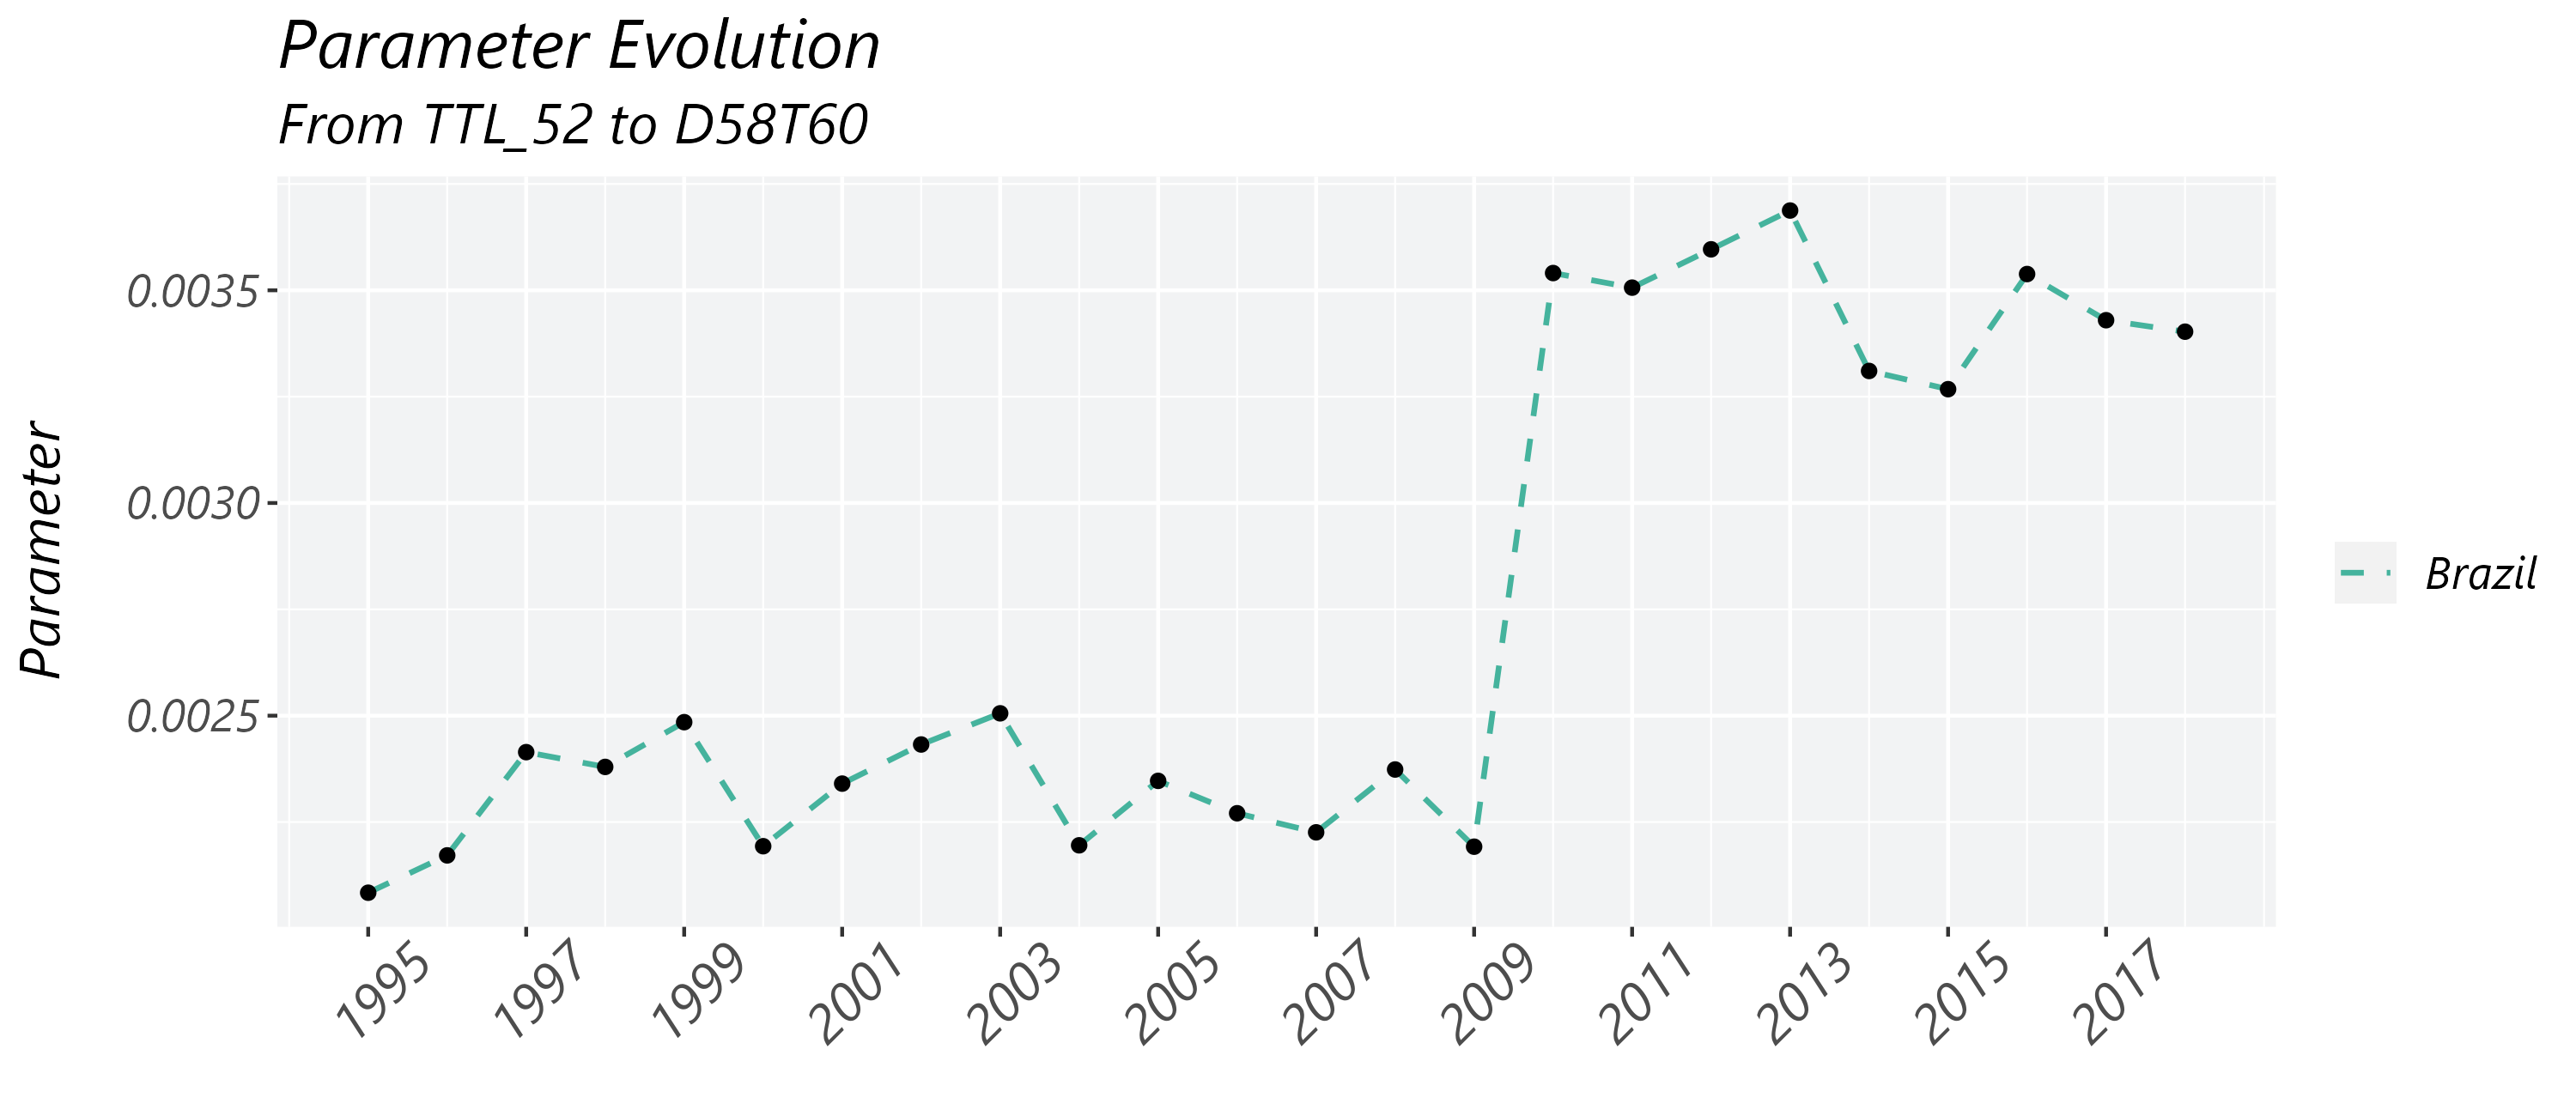 Parameter Evolution
From TTL_52 to D58T60
Parameter
0.0035
0.0030
0.0025
1995 1997 1999 2001 2003 2005 2007 2009 2011 2013 2015 2017
Brazil